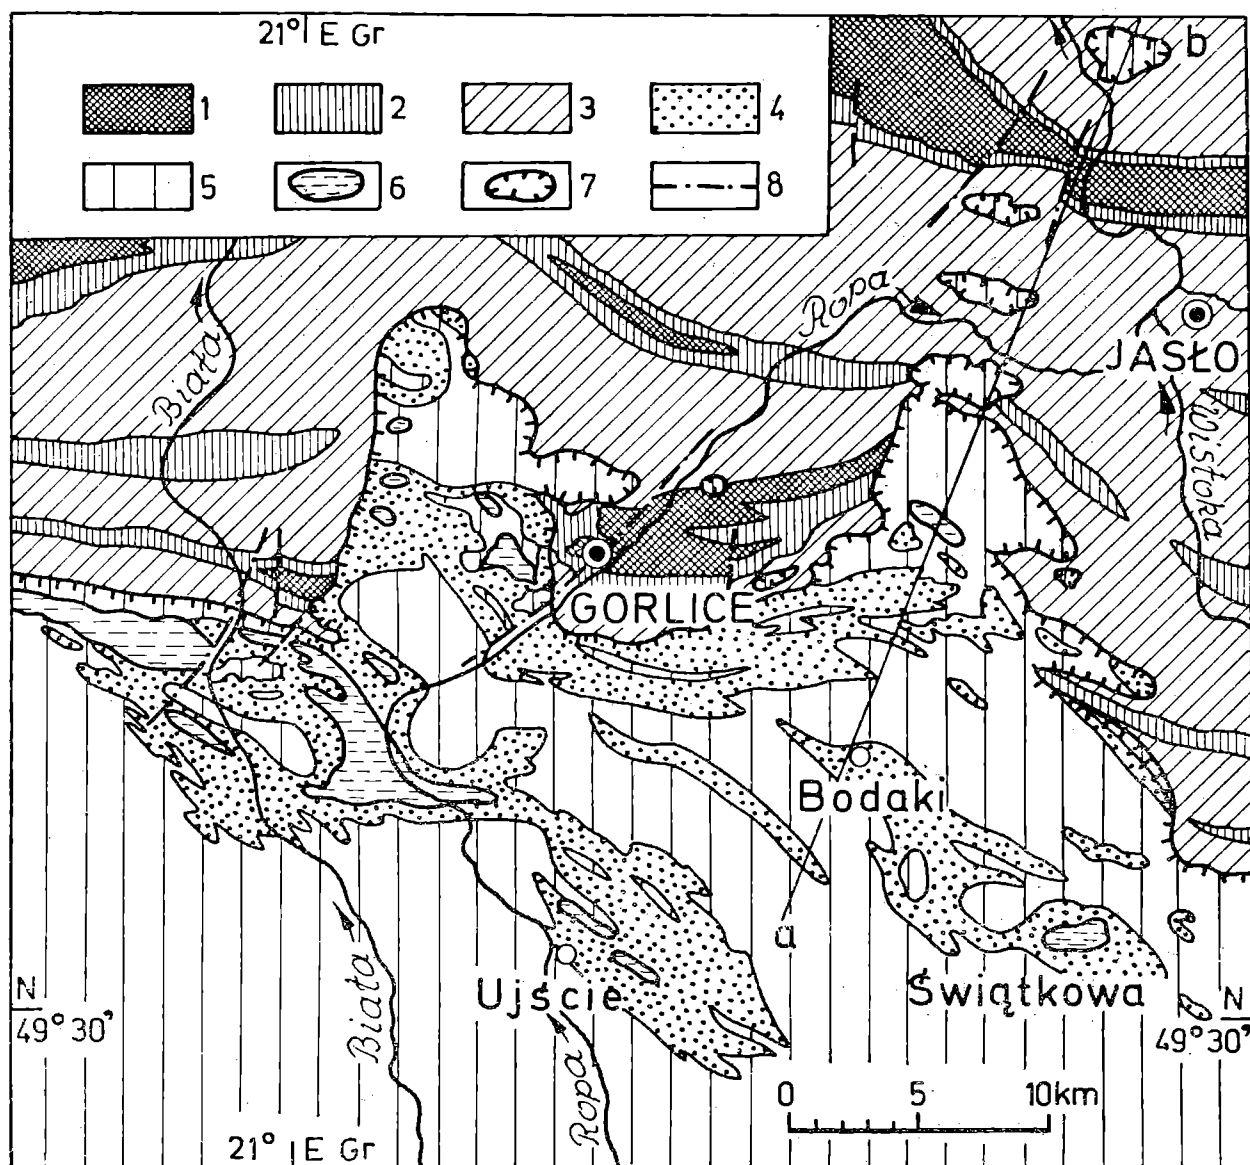 21° E Gr
1 2 3 4
5 6 7 8
b
Ropa
JASŁO
Biała
Wisłoka
GORLICE
Bodaki
a
Ujście
Świątkowa
N
49°30'
N
49°30'
Biała
Ropa
0 5 10km
21° E Gr